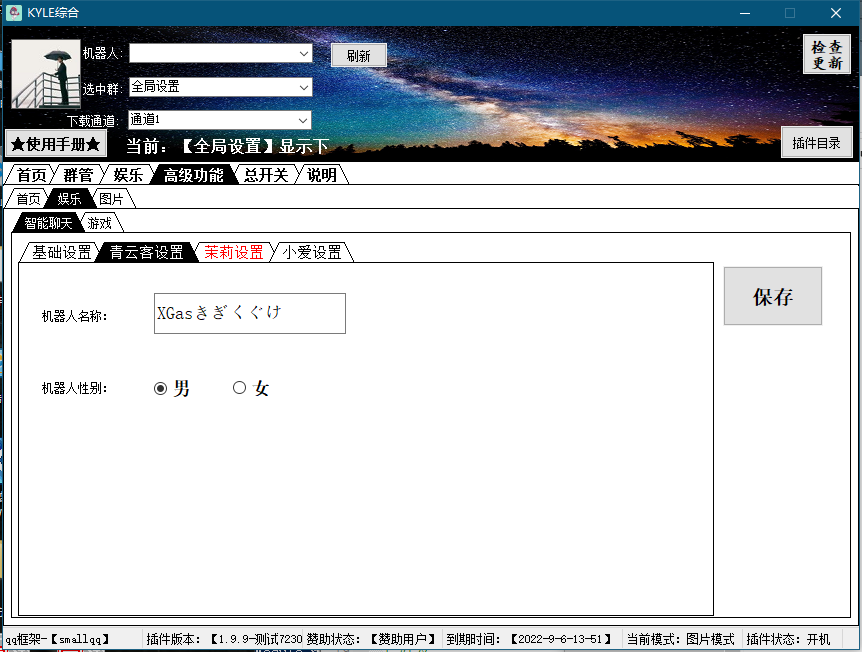 KYLE综合
机器人:
刷新
检查
更新
选中群: 全局设置
下载通道: 通道1
★使用手册★ 当前：【全局设置】显示下 插件目录
首页 群管 娱乐 高级功能 总开关 说明
首页 娱乐 图片
智能聊天 游戏
基础设置 青云客设置 茉莉设置 小爱设置
保存
机器人名称: XGasきぎくぐけ
机器人性别: 男 女
qq框架-【smallqq】 插件版本：【1.9.9-测试7230 赞助状态：【赞助用户】 到期时间：【2022-9-6-13-51】 当前模式：图片模式 插件状态：开机